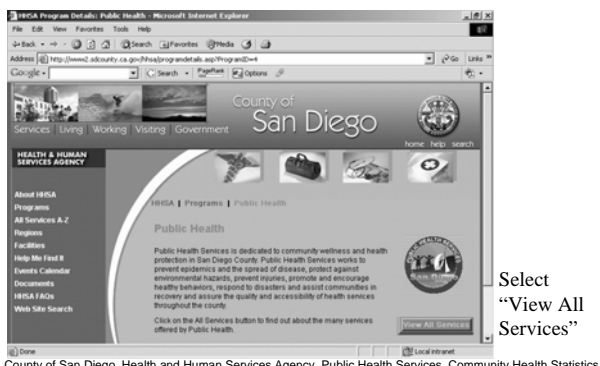 HHSA Program Details: Public Health - Microsoft Internet Explorer
File Edit View Favorites Tools Help
Back Search Favorites Media
Address http://www2.sdcounty.ca.gov/hhsa/programdetails.asp?ProgramID=4 Go Links »
Google Search PageRank Options
County of
San Diego
Services Living Working Visiting Government
home help search
HEALTH & HUMAN
SERVICES AGENCY
About HHSA
Programs
All Services A-Z
Regions
Facilities
Help Me Find It
Events Calendar
Documents
HHSA FAQs
Web Site Search
HHSA | Programs | Public Health
Public Health
Public Health Services is dedicated to community wellness and health
protection in San Diego County. Public Health Services works to
prevent epidemics and the spread of disease, protect against
environmental hazards, prevent injuries, promote and encourage
healthy behaviors, respond to disasters and assist communities in
recovery and assure the quality and accessibility of health services
throughout the county.
Click on the All Services button to find out about the many services
offered by Public Health.
San Diego
View All Services
Select
“View All
Services”
Done Local intranet
County of San Diego, Health and Human Services Agency, Public Health Services, Community Health Statistics